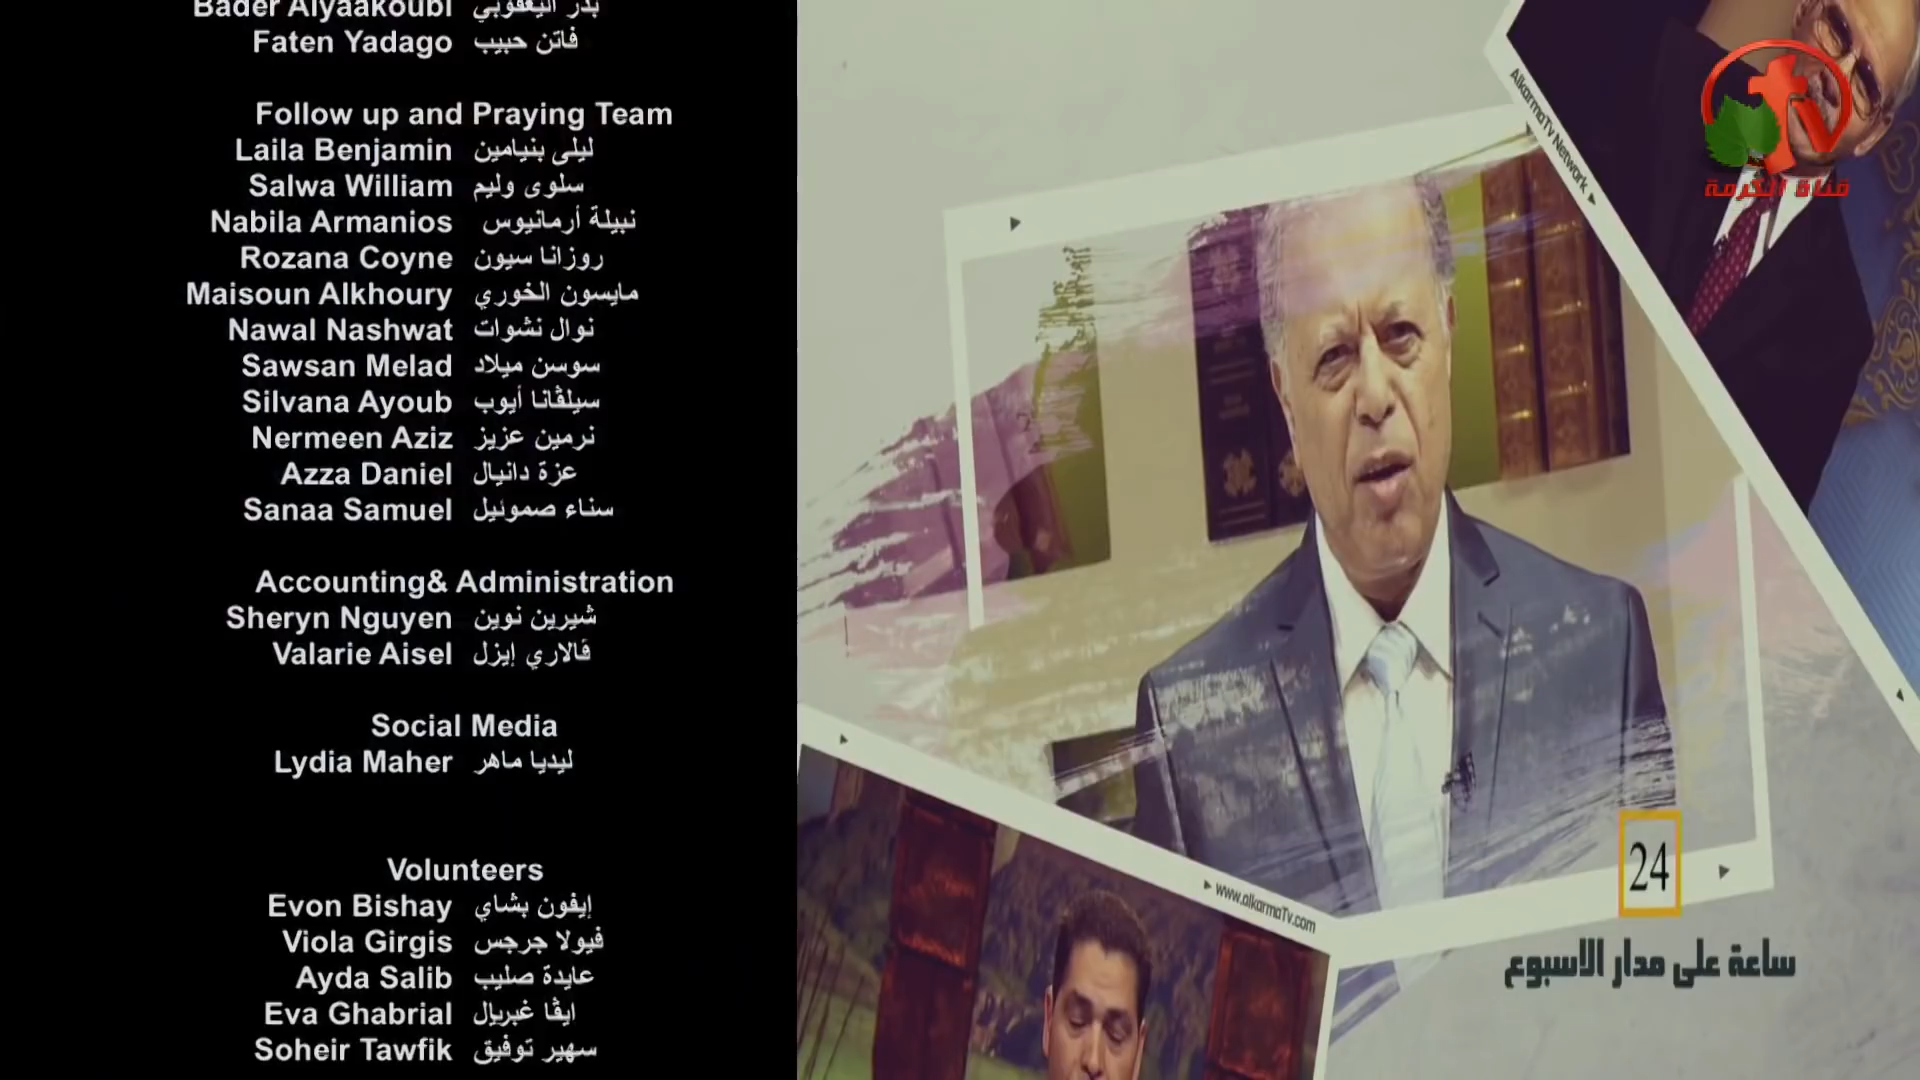 Bader Alyaakoubi بدر اليعقوبي
Faten Yadago فاتن حبيب
Follow up and Praying Team
Laila Benjamin ليلى بنيامين
Salwa William سلوى وليم
Nabila Armanios نبيلة أرمانيوس
Rozana Coyne روزانا سيون
Maisoun Alkhoury مايسون الخوري
Nawal Nashwat نوال نشوات
Sawsan Melad سوسن ميلاد
Silvana Ayoub سيلڤانا أيوب
Nermeen Aziz نرمين عزيز
Azza Daniel عزة دانيال
Sanaa Samuel سناء صموئيل
Accounting& Administration
Sheryn Nguyen شيرين نوين
Valarie Aisel ڤالاري إيزل
Social Media
Lydia Maher ليديا ماهر
Volunteers
Evon Bishay إيفون بشاي
Viola Girgis فيولا جرجس
Ayda Salib عايدة صليب
Eva Ghabrial ايڤا غبريال
Soheir Tawfik سهير توفيق
AlkarmaTv Network
tv
قناة الكرمة
www.alkarmaTv.com
24
ساعة على مدار الاسبوع